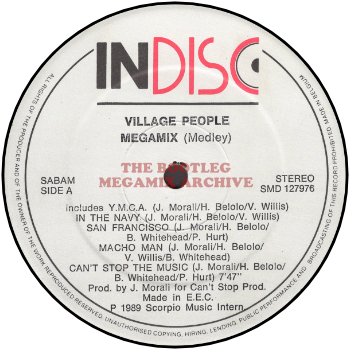 INDISC
VILLAGE PEOPLE
MEGAMIX (Medley)
THE BOOTLEG
MEGAMIX ARCHIVE
SABAM
SIDE A
STEREO
SMD 127976
includes Y.M.C.A. (J. Morali/H. Belolo/V. Willis)
IN THE NAVY (J. Morali/H. Belolo/V. Willis)
SAN FRANCISCO (J. Morali/H. Belolo/
B. Whitehead/P. Hurt)
MACHO MAN (J. Morali/H. Belolo/
V. Willis/B. Whitehead)
CAN'T STOP THE MUSIC (J. Morali/H. Belolo/
B. Whitehead/P. Hurt) 7'47"
Prod. by J. Morali for Can't Stop Prod.
Made in E.E.C.
P 1989 Scorpio Music Intern.
ALL RIGHTS OF THE PRODUCER AND OF THE OWNER OF THE WORK REPRODUCED RESERVED. UNAUTHORISED COPYING, HIRING, LENDING, PUBLIC PERFORMANCE AND BROADCASTING OF THIS RECORD PROHIBITED MADE IN BELGIUM